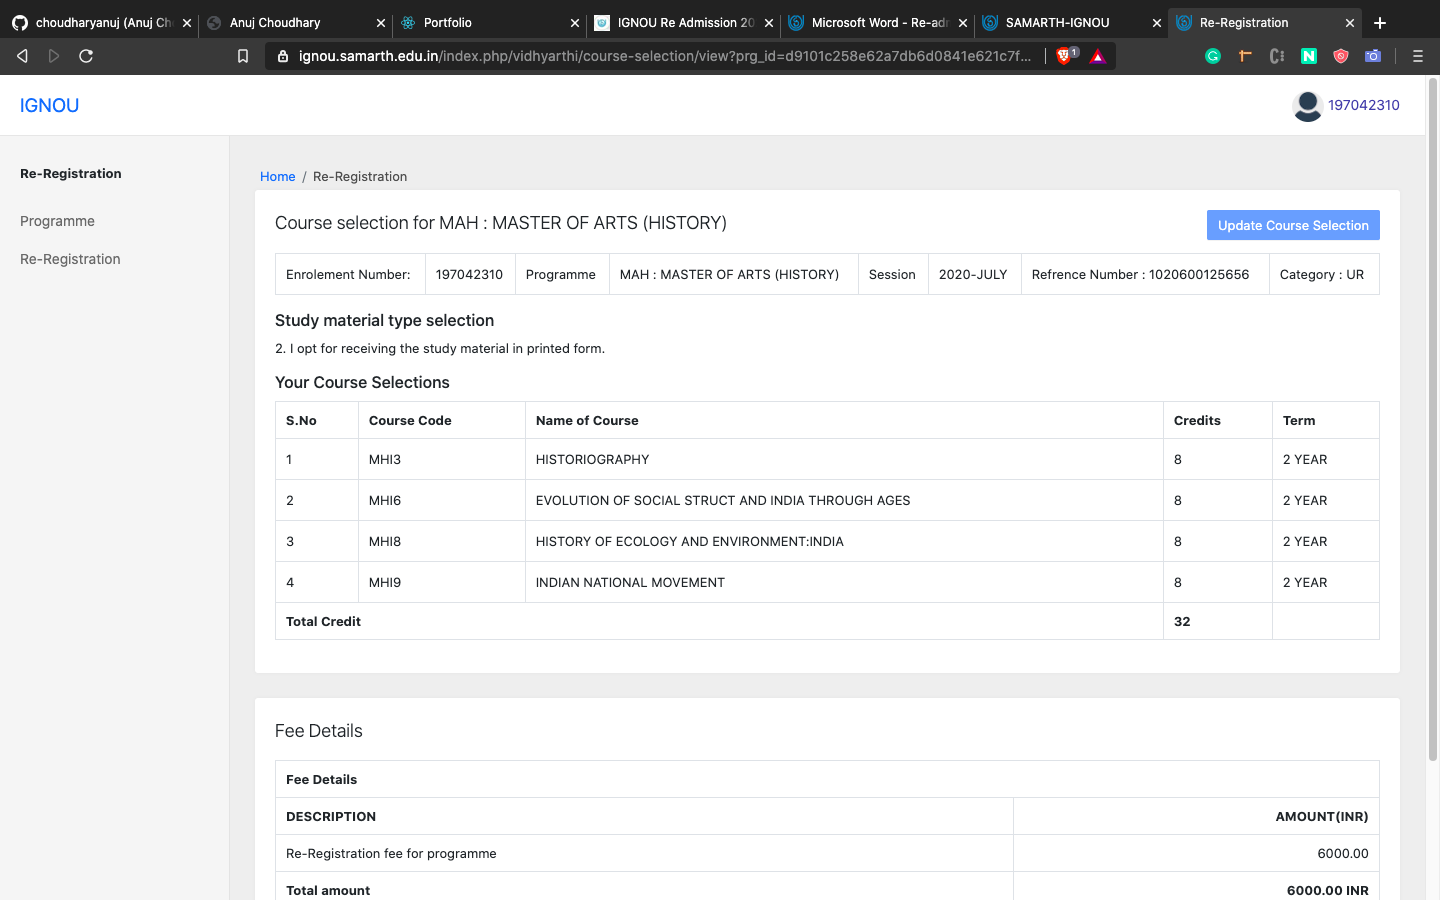 choudharyanuj (Anuj Ch
Anuj Choudhary
Portfolio
IGNOU Re Admission 20
Microsoft Word - Re-adm
SAMARTH-IGNOU
Re-Registration
ignou.samarth.edu.in/index.php/vidhyarthi/course-selection/view?prg_id=d9101c258e62a7db6d0841e621c7f...
1
IGNOU
197042310
Re-Registration
Programme
Re-Registration
Home / Re-Registration
Course selection for MAH : MASTER OF ARTS (HISTORY)
Update Course Selection
Enrolement Number: 197042310 Programme MAH : MASTER OF ARTS (HISTORY) Session 2020-JULY Refrence Number : 1020600125656 Category : UR
Study material type selection
2. I opt for receiving the study material in printed form.
Your Course Selections
S.No Course Code Name of Course Credits Term
1 MHI3 HISTORIOGRAPHY 8 2 YEAR
2 MHI6 EVOLUTION OF SOCIAL STRUCT AND INDIA THROUGH AGES 8 2 YEAR
3 MHI8 HISTORY OF ECOLOGY AND ENVIRONMENT:INDIA 8 2 YEAR
4 MHI9 INDIAN NATIONAL MOVEMENT 8 2 YEAR
Total Credit 32
Fee Details
Fee Details
DESCRIPTION AMOUNT(INR)
Re-Registration fee for programme 6000.00
Total amount 6000.00 INR